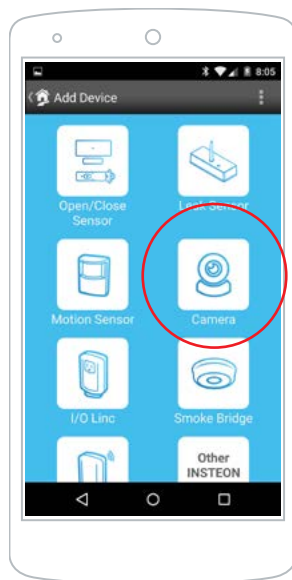 8:05
Add Device
Open/Close
Sensor
Leak Sensor
Motion Sensor
Camera
I/O Linc
Smoke Bridge
Other
INSTEON